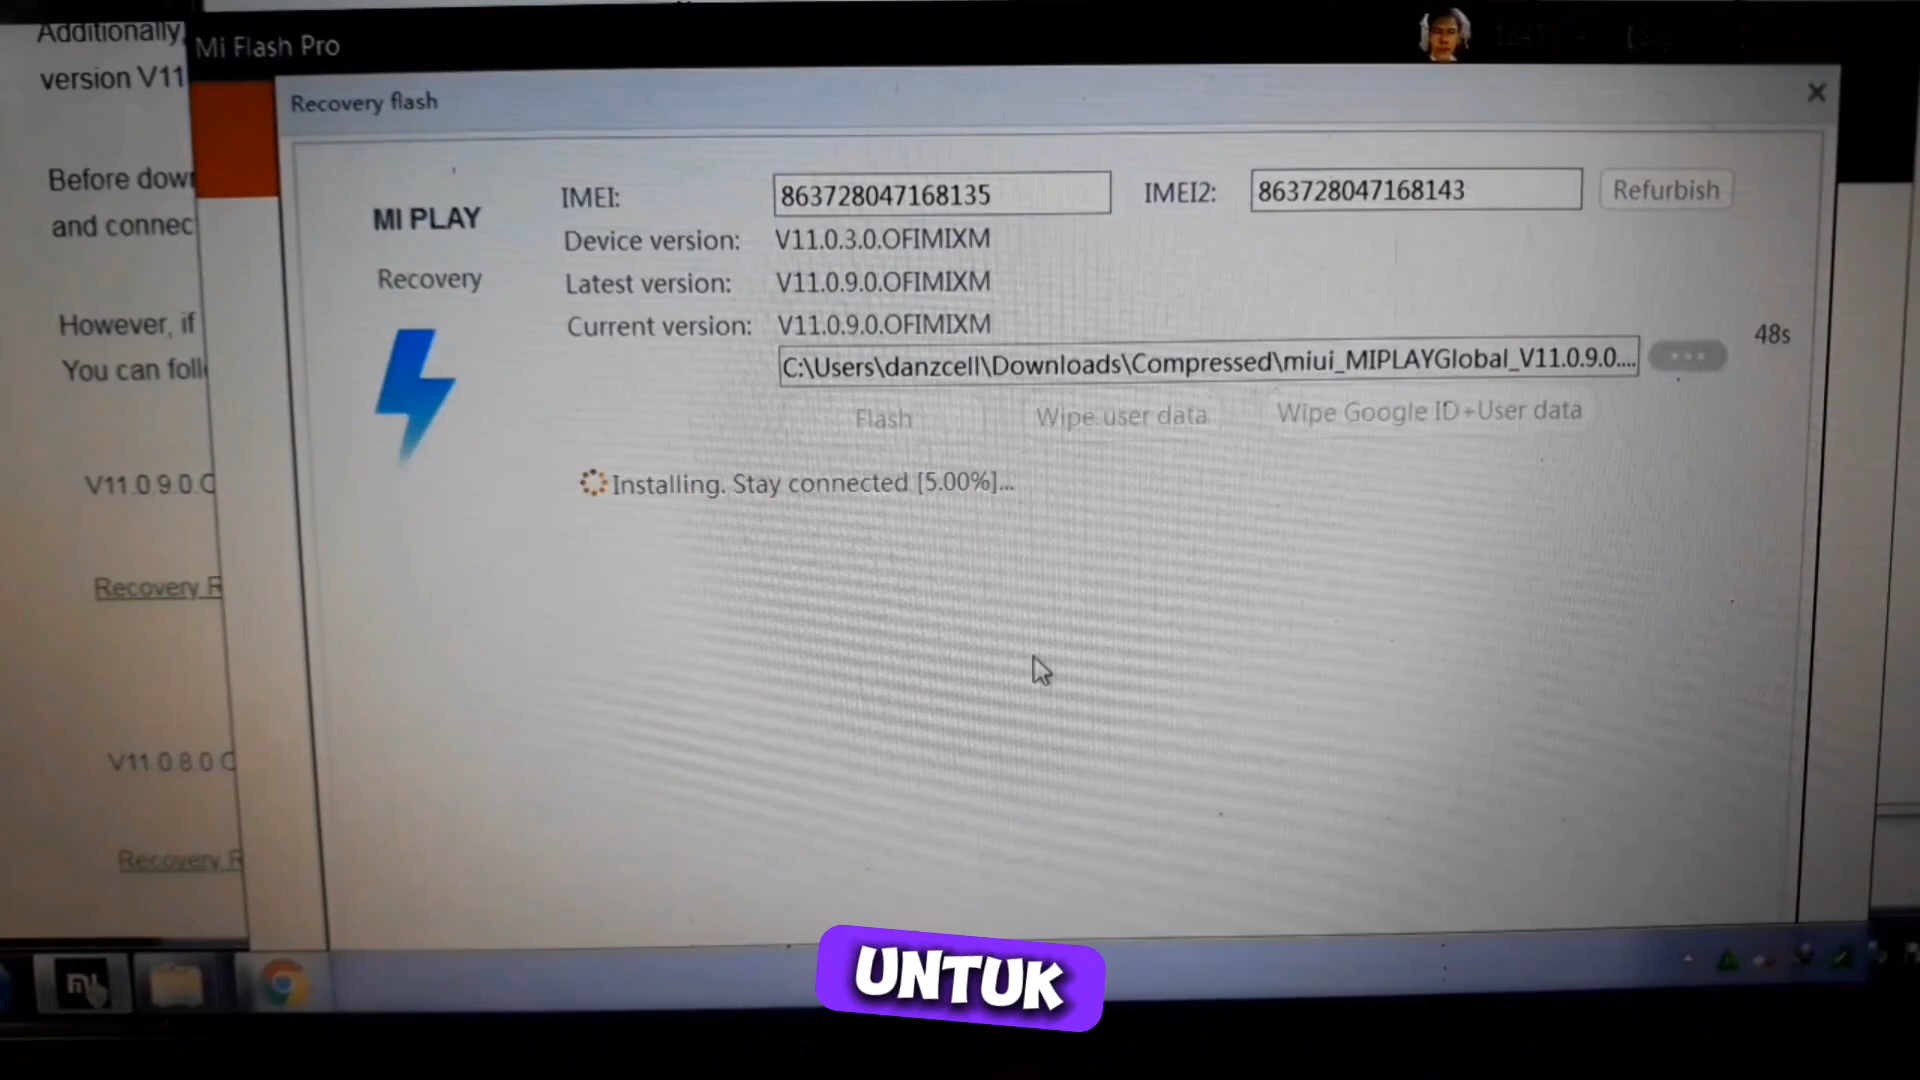 Additionally,
version V11
Before down
and connec
However, if
You can foll
V11.0.9.0.O
Recovery R
V11.0.8.0.O
Recovery R
Mi Flash Pro
Recovery flash
MI PLAY
Recovery
IMEI: 863728047168135 IMEI2: 863728047168143 Refurbish
Device version: V11.0.3.0.OFIMIXM
Latest version: V11.0.9.0.OFIMIXM
Current version: V11.0.9.0.OFIMIXM
48s
C:\Users\danzcell\Downloads\Compressed\miui_MIPLAYGlobal_V11.0.9.0....
Flash Wipe user data Wipe Google ID+User data
Installing. Stay connected [5.00%]...
UNTUK